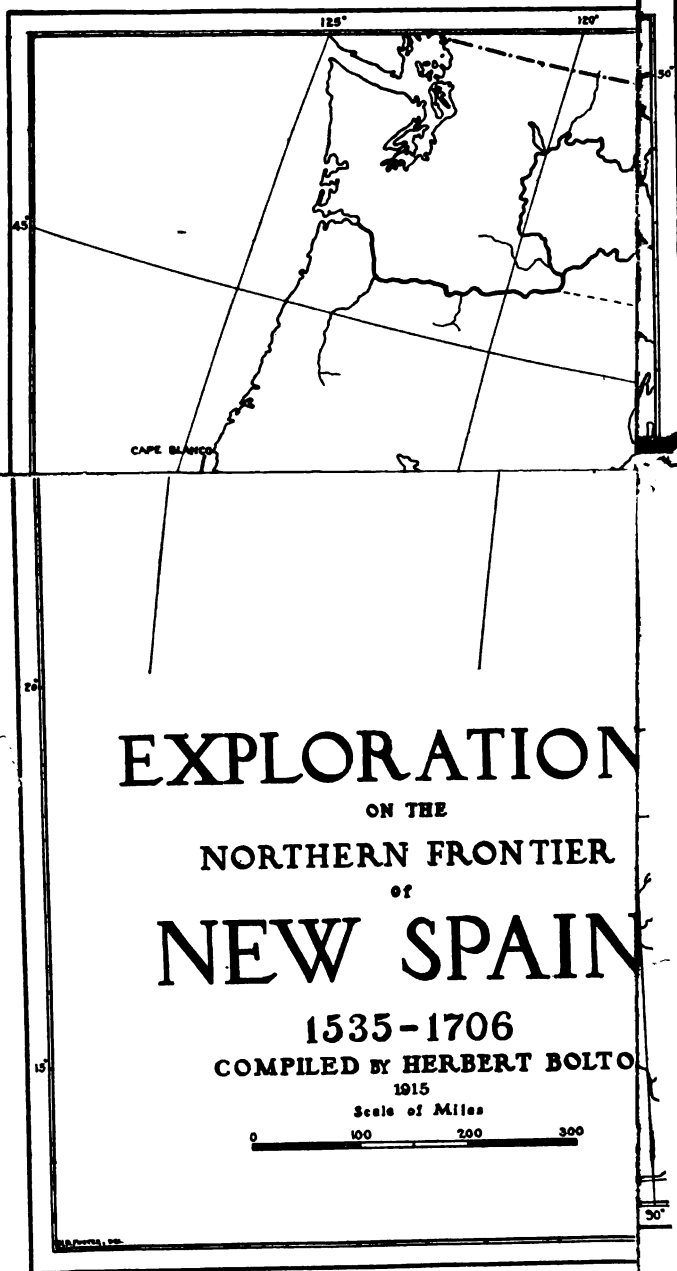 125° 120°
50°
45°
CAPE BLANCO
20°
EXPLORATION
ON THE
NORTHERN FRONTIER
of
NEW SPAIN
1535-1706
COMPILED BY HERBERT BOLTO
1915
Scale of Miles
0 100 200 300
15°
90°